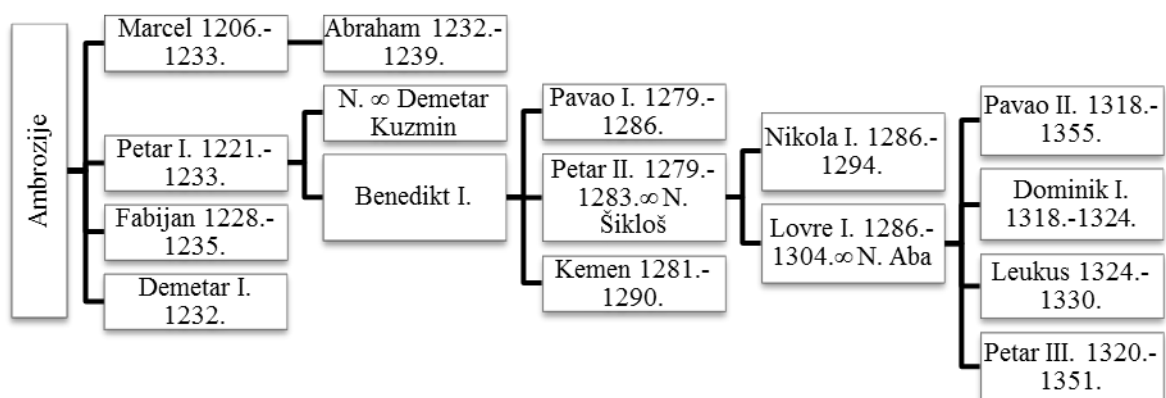 Ambrozije
Marcel 1206.-
1233.
Abraham 1232.-
1239.
Petar I. 1221.-
1233.
N. ∞ Demetar
Kuzmin
Benedikt I.
Pavao I. 1279.-
1286.
Petar II. 1279.-
1283.∞ N.
Šikloš
Kemen 1281.-
1290.
Nikola I. 1286.-
1294.
Lovre I. 1286.-
1304.∞ N. Aba
Pavao II. 1318.-
1355.
Dominik I.
1318.-1324.
Leukus 1324.-
1330.
Petar III. 1320.-
1351.
Fabijan 1228.-
1235.
Demetar I.
1232.